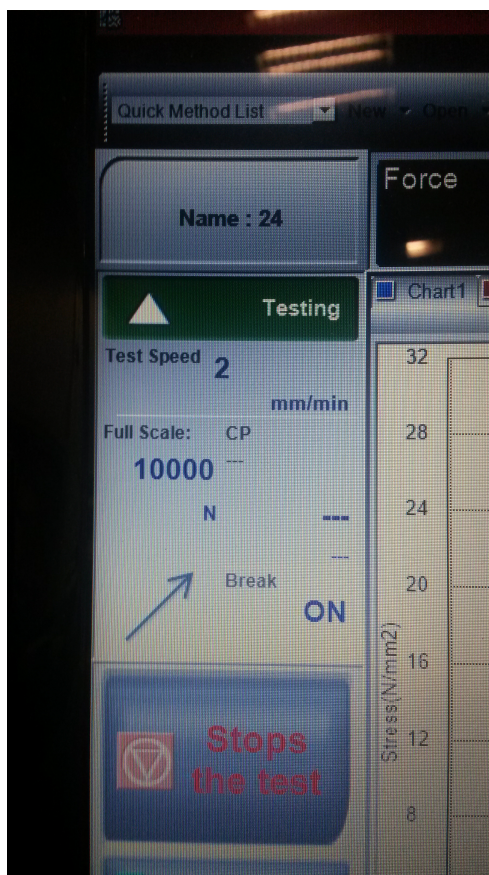 Quick Method List New Open
Name : 24
Force
Testing
Chart1
Test Speed 2
mm/min
Full Scale: CP
10000 ---
N ---
---
Break
ON
Stops
the test
32
28
24
20
16
12
8
Stress(N/mm2)